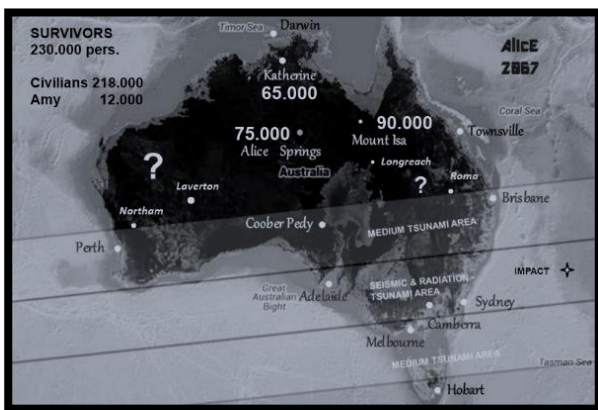 SURVIVORS
230.000 pers.
Civilians 218.000
Amy 12.000
AlicE
2067
Timor Sea
Darwin
Katherine
65.000
Coral Sea
75.000
Alice Springs
90.000
Mount Isa
Townsville
Australia
Longreach
?
Laverton
?
Roma
Brisbane
Northam
Coober Pedy
MEDIUM TSUNAMI AREA
Perth
IMPACT
SEISMIC & RADIATION -
TSUNAMI AREA
Great
Australian
Bight
Adelaide
Sydney
Camberra
Melbourne
MEDIUM TSUNAMI AREA
Tasman Sea
Hobart